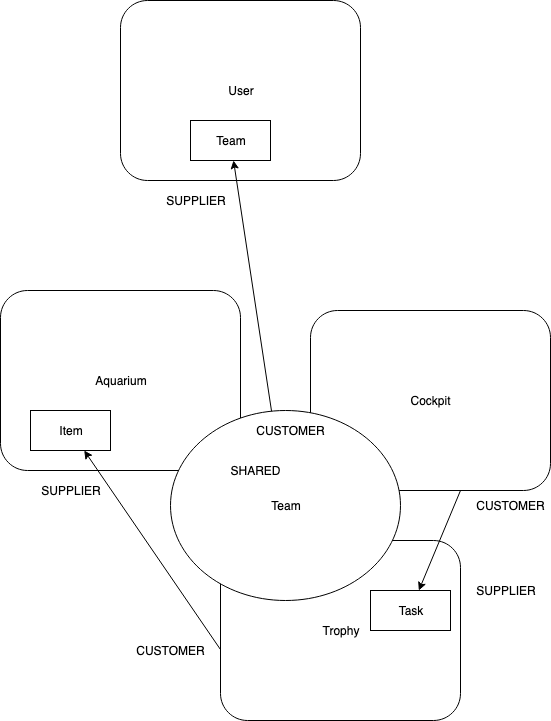 User
Team
SUPPLIER
Aquarium
Cockpit
Item
CUSTOMER
SHARED
SUPPLIER
Team
CUSTOMER
SUPPLIER
Task
Trophy
CUSTOMER